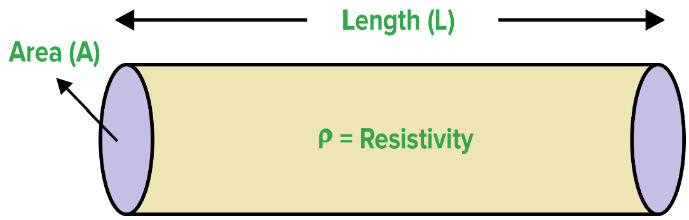 Length (L)
Area (A)
ρ = Resistivity